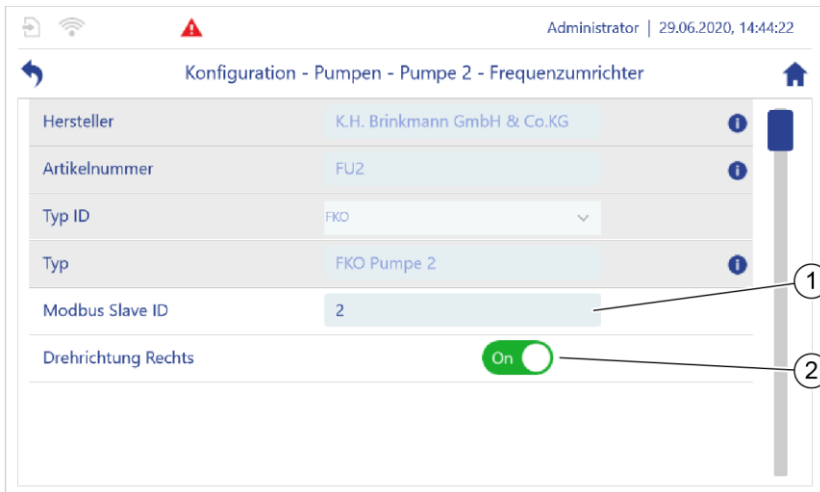 Administrator | 29.06.2020, 14:44:22
Konfiguration - Pumpen - Pumpe 2 - Frequenzumrichter
Hersteller K.H. Brinkmann GmbH & Co.KG
Artikelnummer FU2
Typ ID FKO
Typ FKO Pumpe 2
1
Modbus Slave ID 2
Drehrichtung Rechts On
2